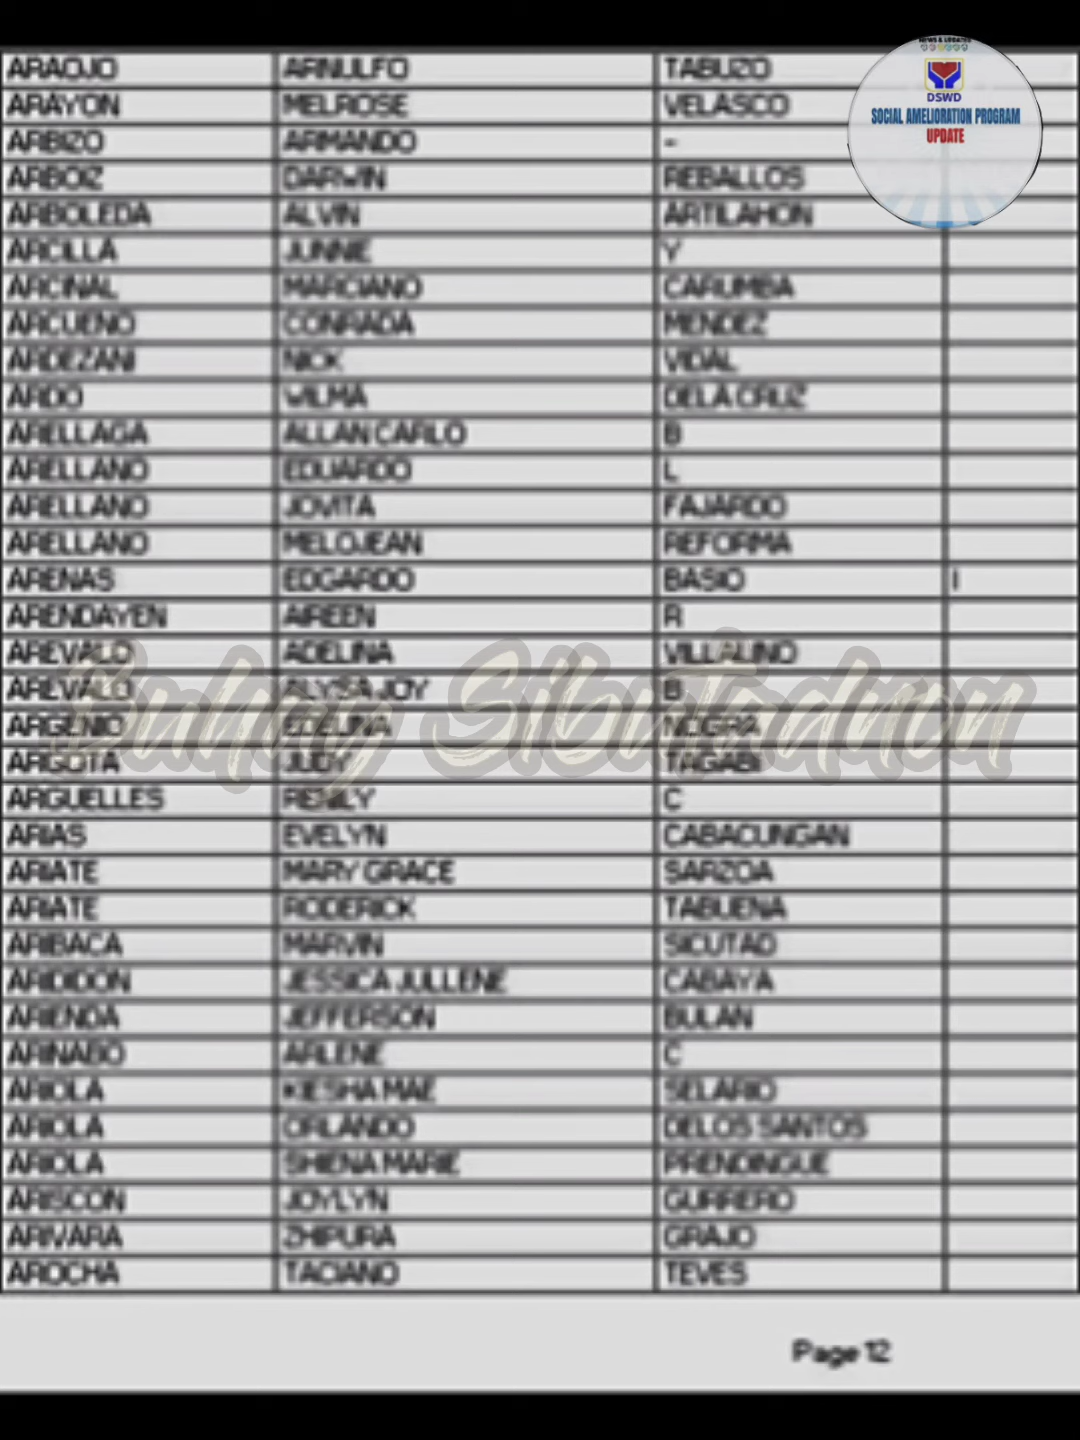 NEWS & UPDATES
DSWD
SOCIAL AMELIORATION PROGRAM
UPDATE
ARAOJO ARNULFO TABUZO
ARAYON MELROSE VELASCO
ARBIZO ARMANDO -
ARBOIZ DARWIN REBALLOS
ARBOLEDA ALVIN ARTILAHON
ARCILLA JUNNIE Y
ARCINAL MARCIANO CARUMBA
ARCUENO CONRADA MENDEZ
ARDEZANI NICK VIDAL
ARDO WILMA DELA CRUZ
ARELLAGA ALLAN CARLO B
ARELLANO EDUARDO L
ARELLANO JOVITA FAJARDO
ARELLANO MELOJEAN REFORMA
ARENAS EDGARDO BASIO I
ARENDAYEN AIREEN R
AREVALO ADELINA VILLALINO
AREVALO ALYSA JOY B
ARGENIO EDELINA NOGRA
ARGOTA JUDY TAGABI
ARGUELLES RENILY C
ARIAS EVELYN CABACUNGAN
ARIATE MARY GRACE SARZOA
ARIATE RODERICK TABUENA
ARIBACA MARVIN SICUTAD
ARIDIDON JESSICA JULLENE CABAYA
ARIENDA JEFFERSON BULAN
ARINABO ARLENE C
ARIOLA KIESHA MAE SELARIO
ARIOLA ORLANDO DELOS SANTOS
ARIOLA SHIENA MARIE PRENDINGUE
ARISCON JOYLYN GURRERO
ARIVARA ZHIPURA GRAJO
AROCHA TACIANO TEVES
Page 12